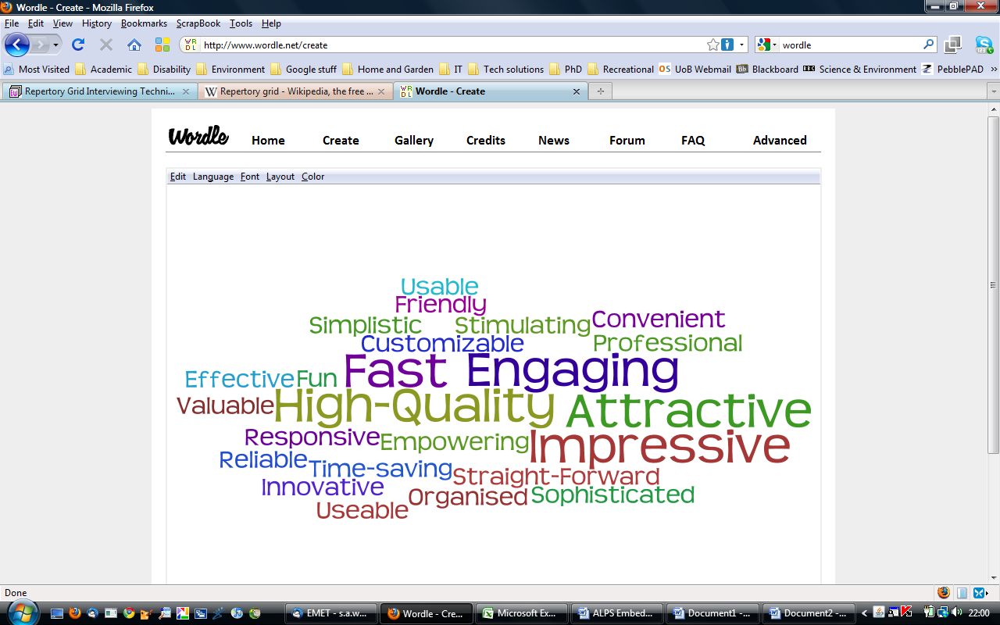 Wordle - Create - Mozilla Firefox
File Edit View History Bookmarks ScrapBook Tools Help
http://www.wordle.net/create wordle
Most Visited Academic Disability Environment Google stuff Home and Garden IT Tech solutions PhD Recreational OS UoB Webmail Bb Blackboard BBC Science & Environment PebblePAD »
Repertory Grid Interviewing Techni... W Repertory grid - Wikipedia, the free ... Wordle - Create
Wordle Home Create Gallery Credits News Forum FAQ Advanced
Edit Language Font Layout Color
Usable
Friendly
Simplistic Stimulating Convenient
Customizable Professional
Effective Fun Fast Engaging
Valuable High-Quality Attractive
Responsive Empowering Impressive
Reliable Time-saving Straight-Forward
Innovative Organised Sophisticated
Useable
Done
EMET - s.a.w... Wordle - Cre... Microsoft Ex... ALPS Embed... Document1 -... Document2 -... 22:00